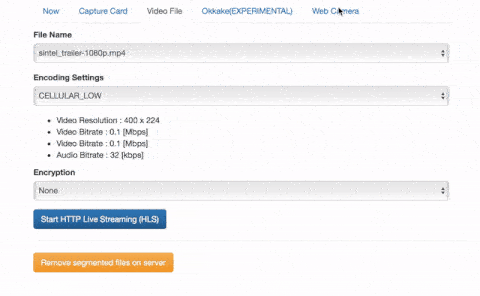 Now Capture Card Video File Okkake(EXPERIMENTAL) Web Camera
File Name
sintel_trailer-1080p.mp4
Encoding Settings
CELLULAR_LOW
Video Resolution : 400 x 224
Video Bitrate : 0.1 [Mbps]
Video Bitrate : 0.1 [Mbps]
Audio Bitrate : 32 [kbps]
Encryption
None
Start HTTP Live Streaming (HLS)
Remove segmented files on server